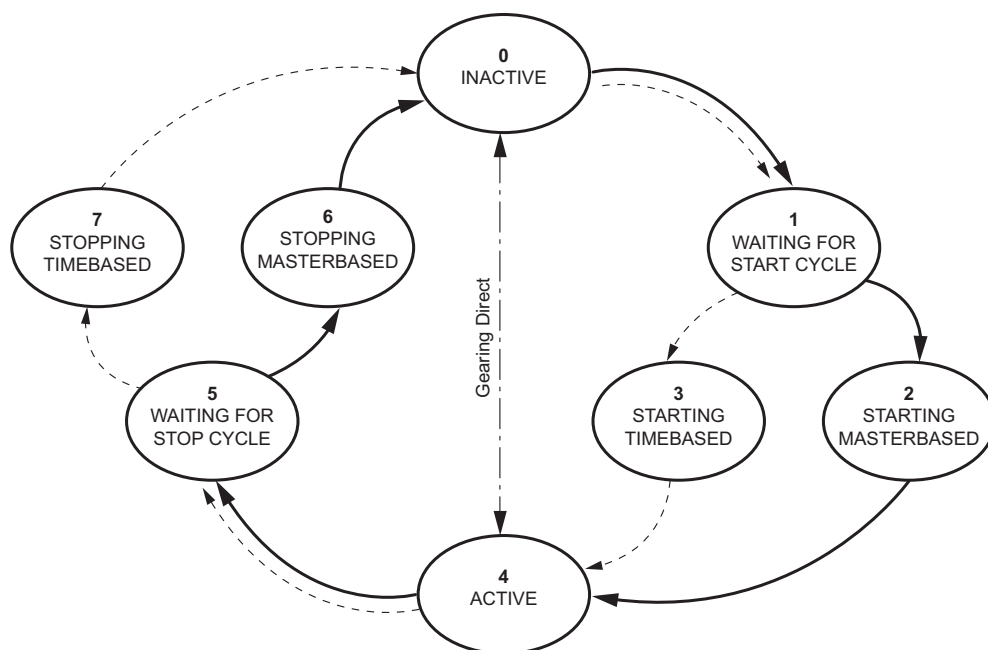 0
INACTIVE
7
STOPPING
TIMEBASED
6
STOPPING
MASTERBASED
1
WAITING FOR
START CYCLE
Gearing Direct
5
WAITING FOR
STOP CYCLE
3
STARTING
TIMEBASED
2
STARTING
MASTERBASED
4
ACTIVE